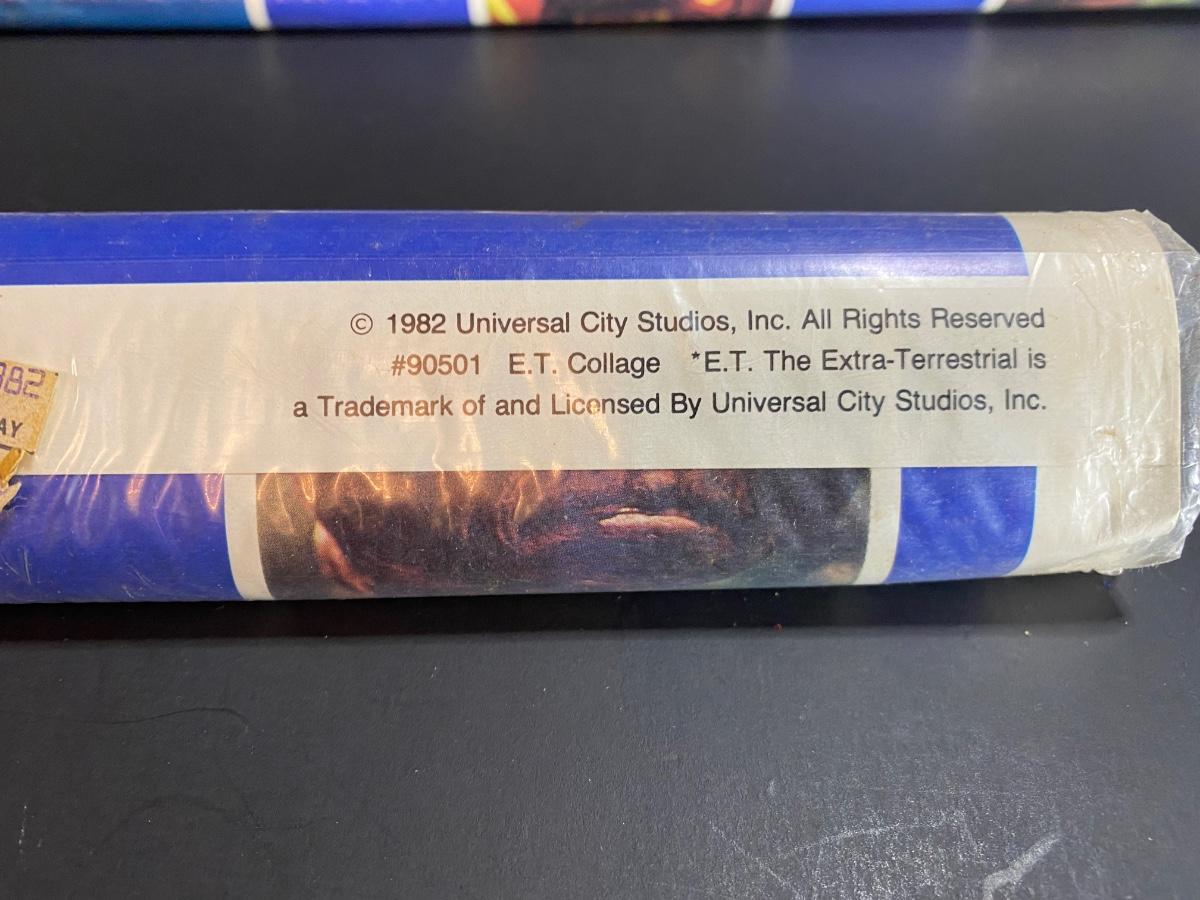 © 1982 Universal City Studios, Inc. All Rights Reserved
#90501 E.T. Collage *E.T. The Extra-Terrestrial is
a Trademark of and Licensed By Universal City Studios, Inc.